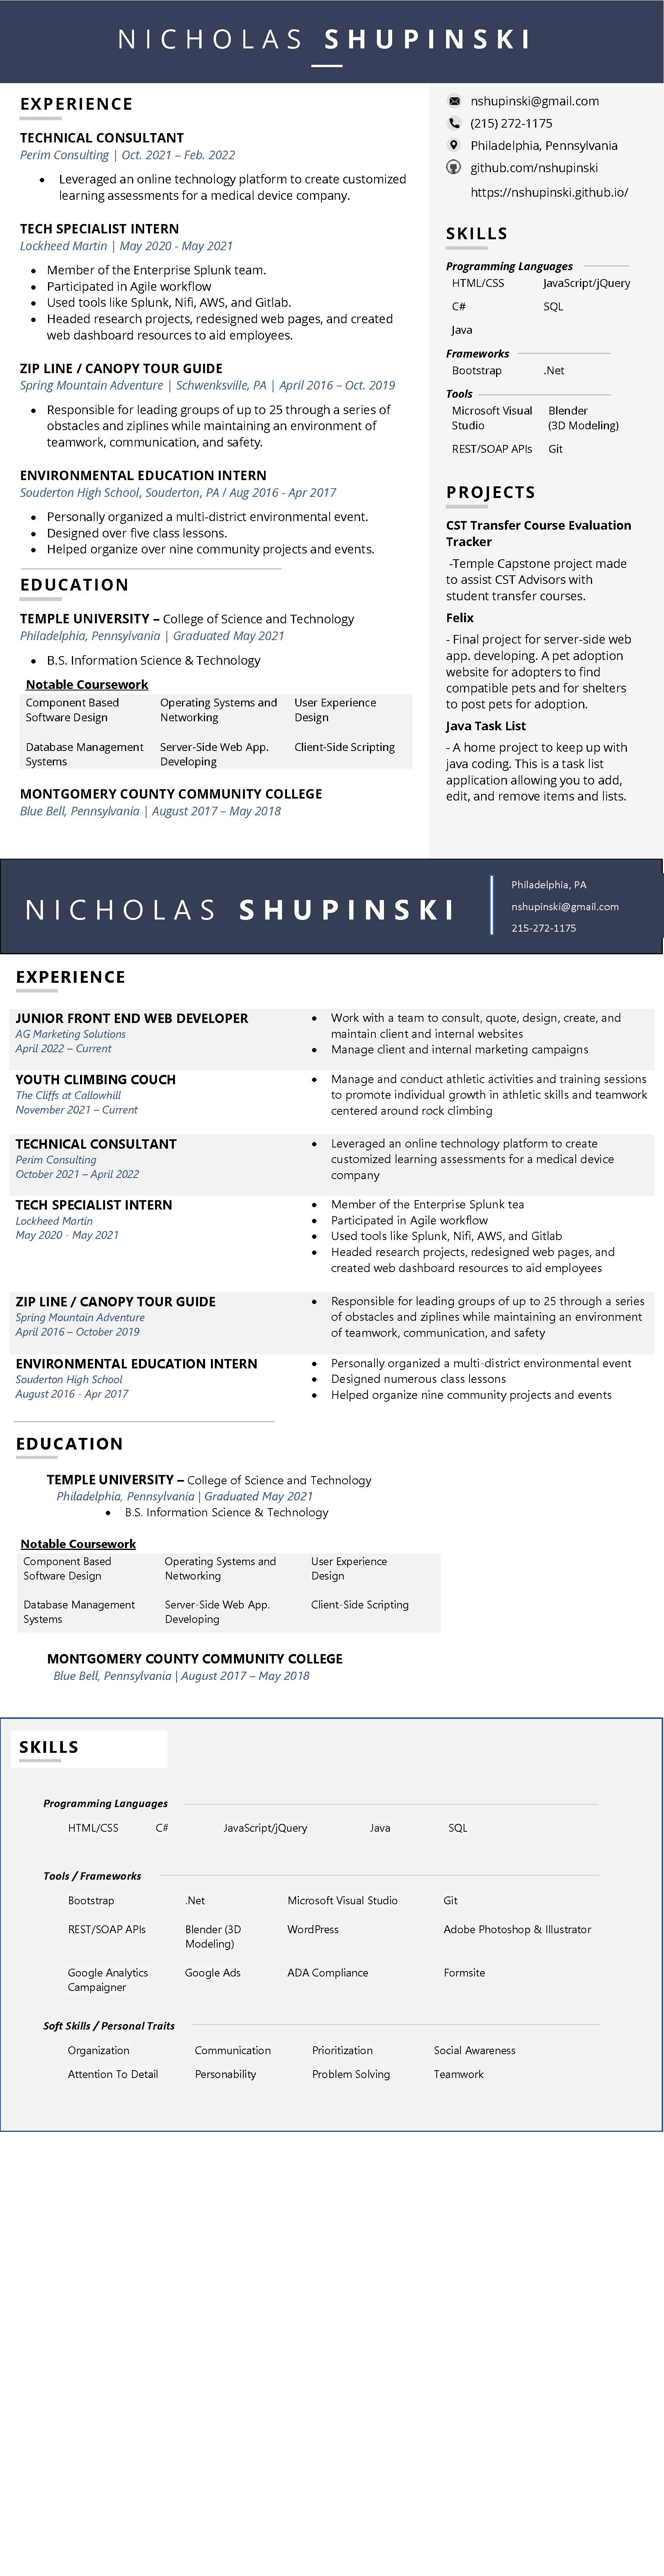 NICHOLAS SHUPINSKI
EXPERIENCE
TECHNICAL CONSULTANT
Perim Consulting | Oct. 2021 – Feb. 2022
• Leveraged an online technology platform to create customized
learning assessments for a medical device company.
TECH SPECIALIST INTERN
Lockheed Martin | May 2020 - May 2021
• Member of the Enterprise Splunk team.
• Participated in Agile workflow
• Used tools like Splunk, Nifi, AWS, and Gitlab.
• Headed research projects, redesigned web pages, and created
web dashboard resources to aid employees.
ZIP LINE / CANOPY TOUR GUIDE
Spring Mountain Adventure | Schwenksville, PA | April 2016 – Oct. 2019
• Responsible for leading groups of up to 25 through a series of
obstacles and ziplines while maintaining an environment of
teamwork, communication, and safety.
ENVIRONMENTAL EDUCATION INTERN
Souderton High School, Souderton, PA / Aug 2016 - Apr 2017
• Personally organized a multi-district environmental event.
• Designed over five class lessons.
• Helped organize over nine community projects and events.
EDUCATION
TEMPLE UNIVERSITY – College of Science and Technology
Philadelphia, Pennsylvania | Graduated May 2021
• B.S. Information Science & Technology
Notable Coursework
Component Based Operating Systems and User Experience
Software Design Networking Design
Database Management Server-Side Web App. Client-Side Scripting
Systems Developing
MONTGOMERY COUNTY COMMUNITY COLLEGE
Blue Bell, Pennsylvania | August 2017 – May 2018
nshupinski@gmail.com
(215) 272-1175
Philadelphia, Pennsylvania
github.com/nshupinski
https://nshupinski.github.io/
SKILLS
Programming Languages
HTML/CSS JavaScript/jQuery
C# SQL
Java
Frameworks
Bootstrap .Net
Tools
Microsoft Visual Blender
Studio (3D Modeling)
REST/SOAP APIs Git
PROJECTS
CST Transfer Course Evaluation
Tracker
-Temple Capstone project made
to assist CST Advisors with
student transfer courses.
Felix
- Final project for server-side web
app. developing. A pet adoption
website for adopters to find
compatible pets and for shelters
to post pets for adoption.
Java Task List
- A home project to keep up with
java coding. This is a task list
application allowing you to add,
edit, and remove items and lists.
NICHOLAS SHUPINSKI
Philadelphia, PA
nshupinski@gmail.com
215-272-1175
EXPERIENCE
JUNIOR FRONT END WEB DEVELOPER
AG Marketing Solutions
April 2022 – Current
• Work with a team to consult, quote, design, create, and
maintain client and internal websites
• Manage client and internal marketing campaigns
YOUTH CLIMBING COUCH
The Cliffs at Callowhill
November 2021 – Current
• Manage and conduct athletic activities and training sessions
to promote individual growth in athletic skills and teamwork
centered around rock climbing
TECHNICAL CONSULTANT
Perim Consulting
October 2021 – April 2022
• Leveraged an online technology platform to create
customized learning assessments for a medical device
company
TECH SPECIALIST INTERN
Lockheed Martin
May 2020 - May 2021
• Member of the Enterprise Splunk tea
• Participated in Agile workflow
• Used tools like Splunk, Nifi, AWS, and Gitlab
• Headed research projects, redesigned web pages, and
created web dashboard resources to aid employees
ZIP LINE / CANOPY TOUR GUIDE
Spring Mountain Adventure
April 2016 – October 2019
• Responsible for leading groups of up to 25 through a series
of obstacles and ziplines while maintaining an environment
of teamwork, communication, and safety
ENVIRONMENTAL EDUCATION INTERN
Souderton High School
August 2016 - Apr 2017
• Personally organized a multi-district environmental event
• Designed numerous class lessons
• Helped organize nine community projects and events
EDUCATION
TEMPLE UNIVERSITY – College of Science and Technology
Philadelphia, Pennsylvania | Graduated May 2021
• B.S. Information Science & Technology
Notable Coursework
Component Based Operating Systems and User Experience
Software Design Networking Design
Database Management Server-Side Web App. Client-Side Scripting
Systems Developing
MONTGOMERY COUNTY COMMUNITY COLLEGE
Blue Bell, Pennsylvania | August 2017 – May 2018
SKILLS
Programming Languages
HTML/CSS C# JavaScript/jQuery Java SQL
Tools / Frameworks
Bootstrap .Net Microsoft Visual Studio Git
REST/SOAP APIs Blender (3D WordPress Adobe Photoshop & Illustrator
Modeling)
Google Analytics Google Ads ADA Compliance Formsite
Campaigner
Soft Skills / Personal Traits
Organization Communication Prioritization Social Awareness
Attention To Detail Personability Problem Solving Teamwork